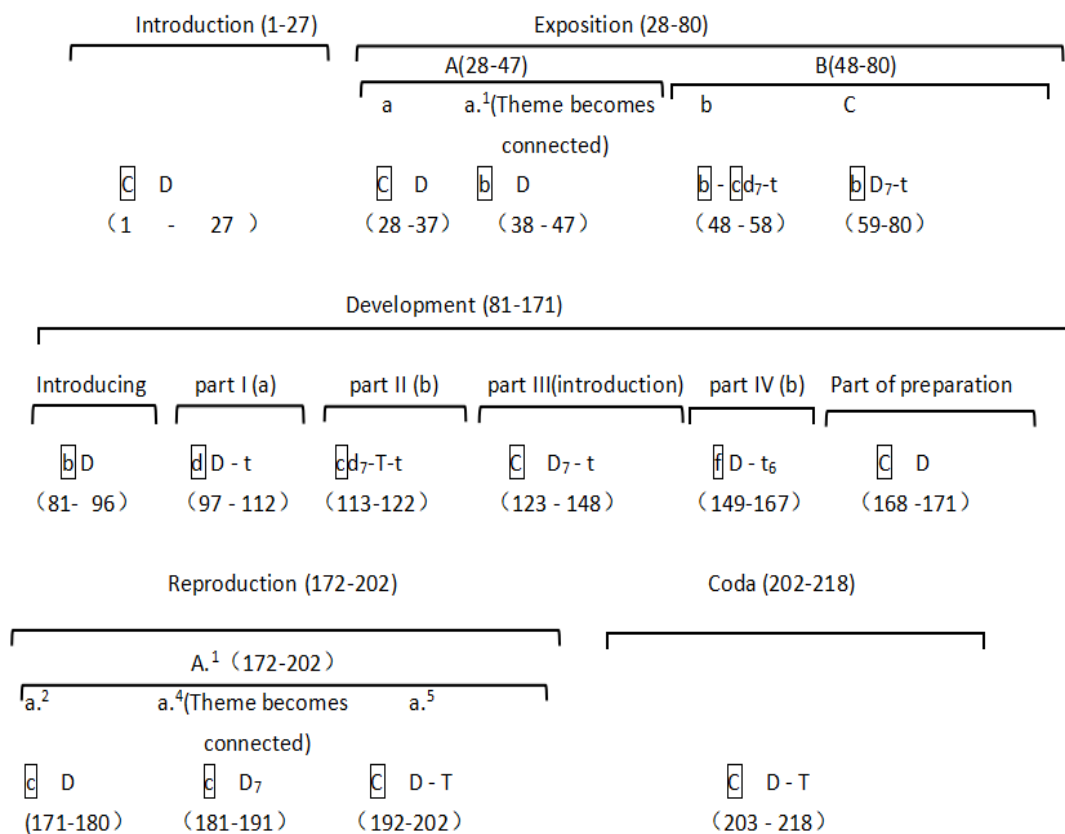 Introduction (1-27) Exposition (28-80)
A(28-47) B(48-80)
a a.¹(Theme becomes connected) b C
C D C D b D b - cd₇-t b D₇-t
（1 - 27 ） （28 -37） （38 - 47） （48 - 58） （59-80）
Development (81-171)
Introducing part I (a) part II (b) part III(introduction) part IV (b) Part of preparation
b D d D - t cd₇-T-t C D₇ - t f D - t₆ C D
（81- 96） （97 - 112） （113-122） （123 - 148） （149-167） （168 -171）
Reproduction (172-202) Coda (202-218)
A.¹（172-202）
a.² a.⁴(Theme becomes connected) a.⁵
c D c D₇ C D - T C D - T
(171-180） （181-191） （192-202） （203 - 218）